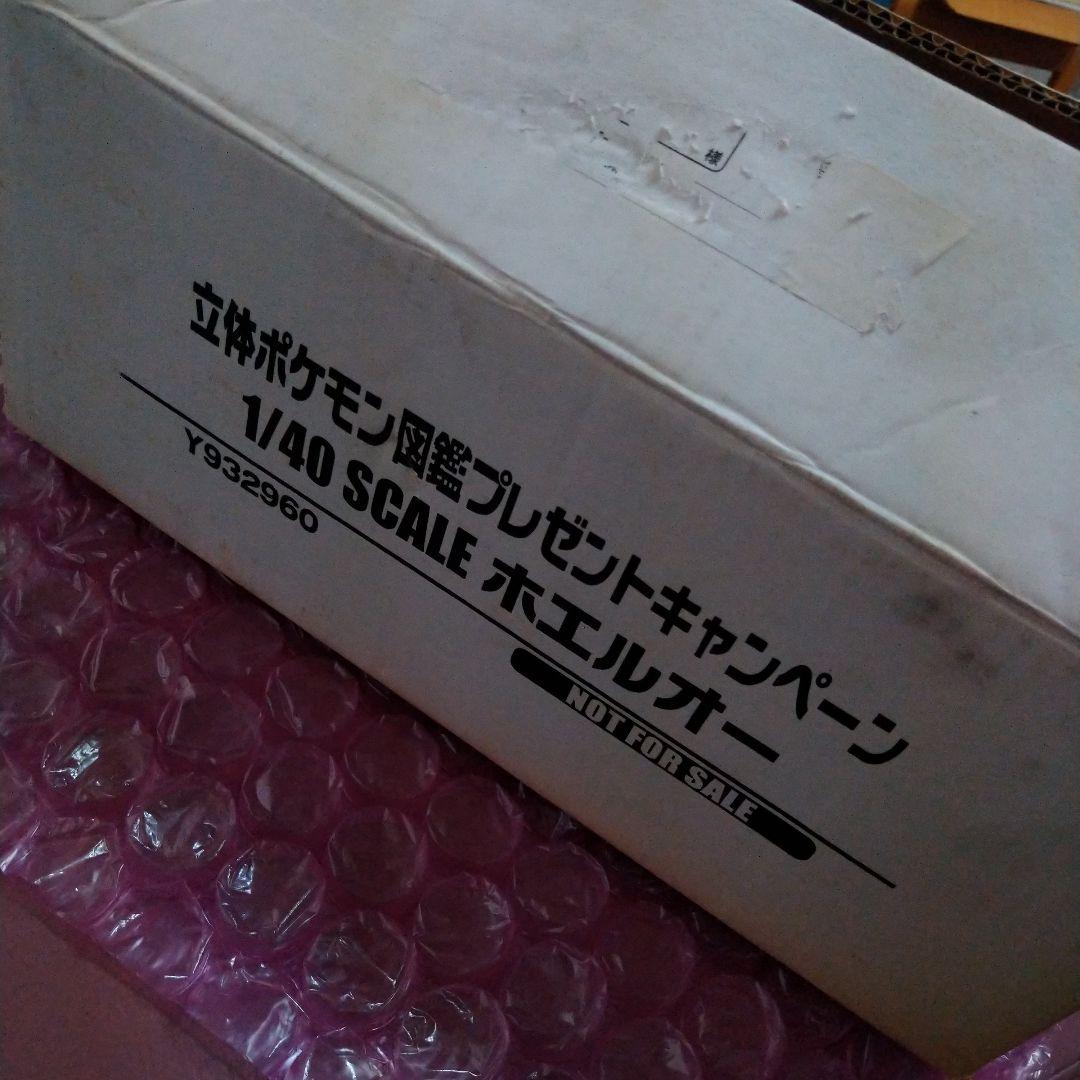 様
立体ポケモン図鑑プレゼントキャンペーン
1/40 SCALE ホエルオー
Y932960
NOT FOR SALE